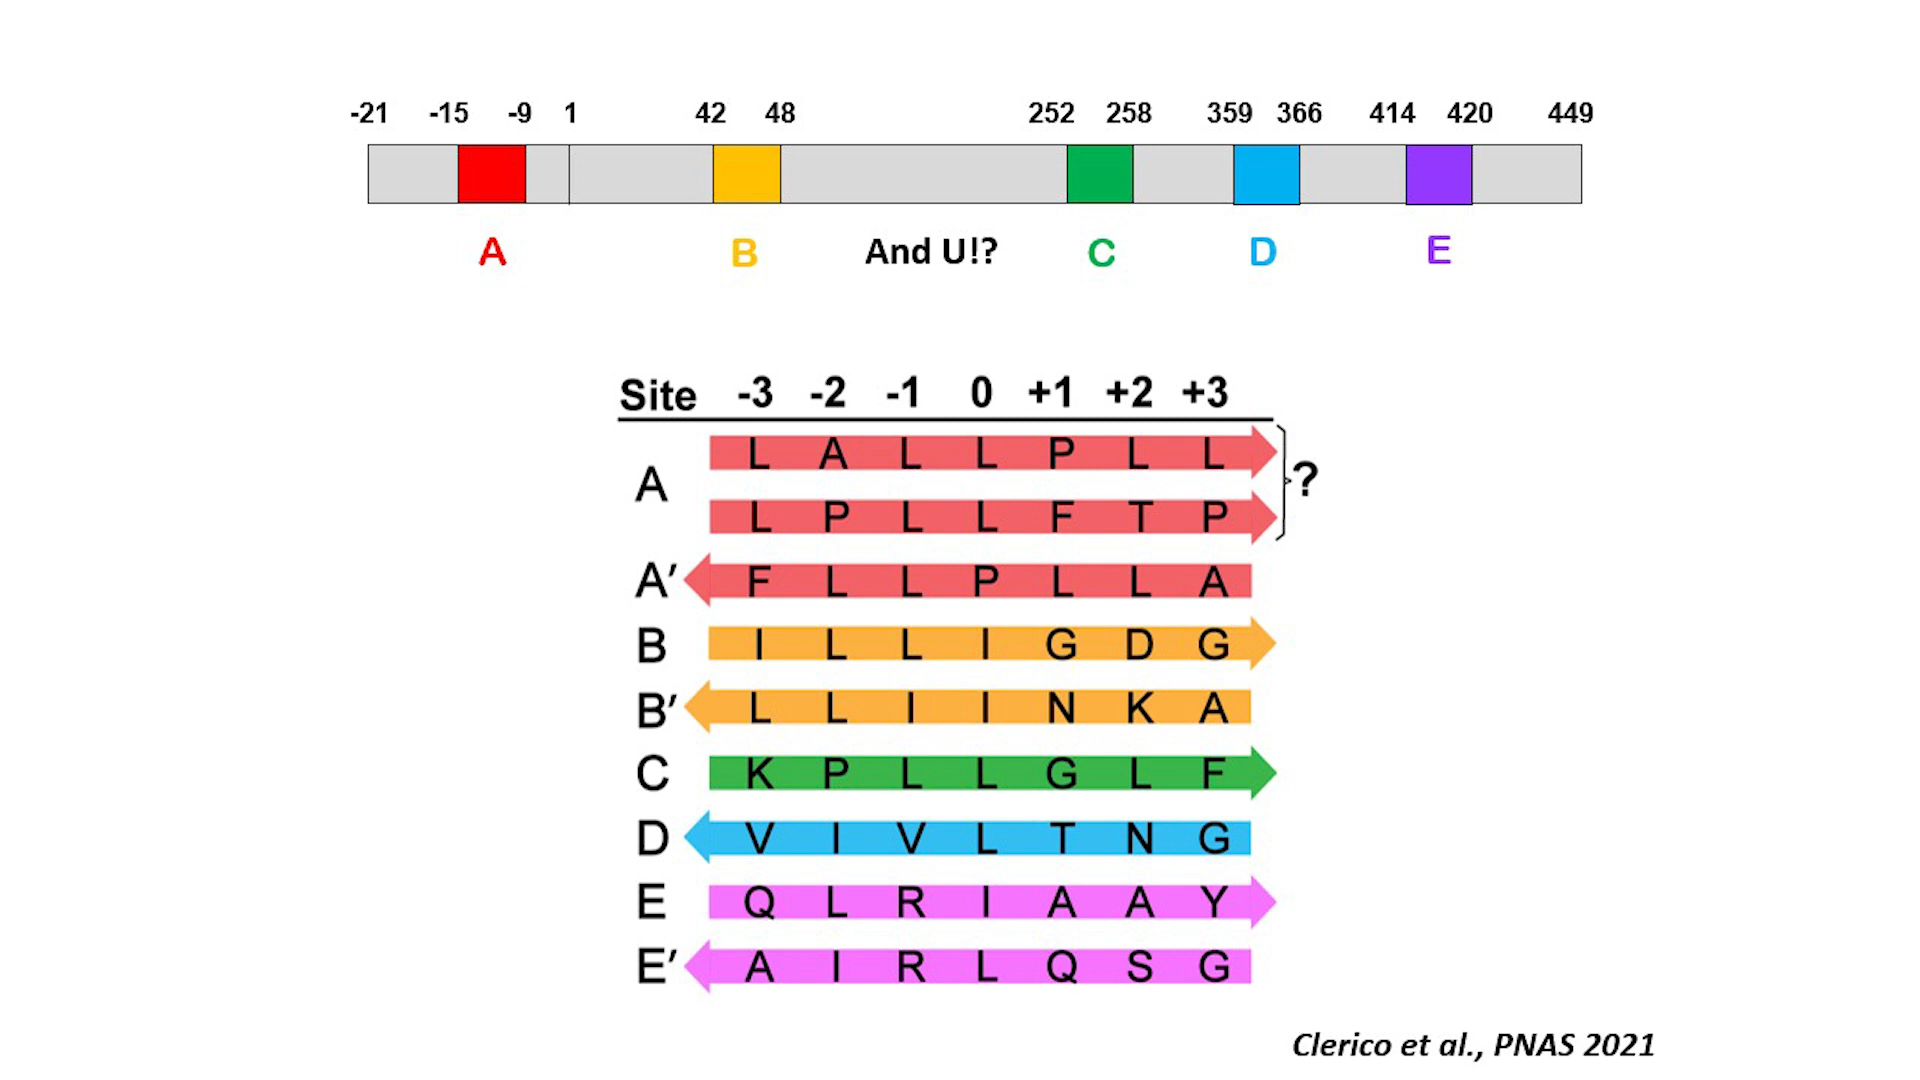 -21 -15 -9 1 42 48 252 258 359 366 414 420 449
A B And U!? C D E
Site -3 -2 -1 0 +1 +2 +3
L A L L P L L
A ?
L P L L F T P
A′ F L L P L L A
B I L L I G D G
B′ L L I I N K A
C K P L L G L F
D V I V L T N G
E Q L R I A A Y
E′ A I R L Q S G
Clerico et al., PNAS 2021